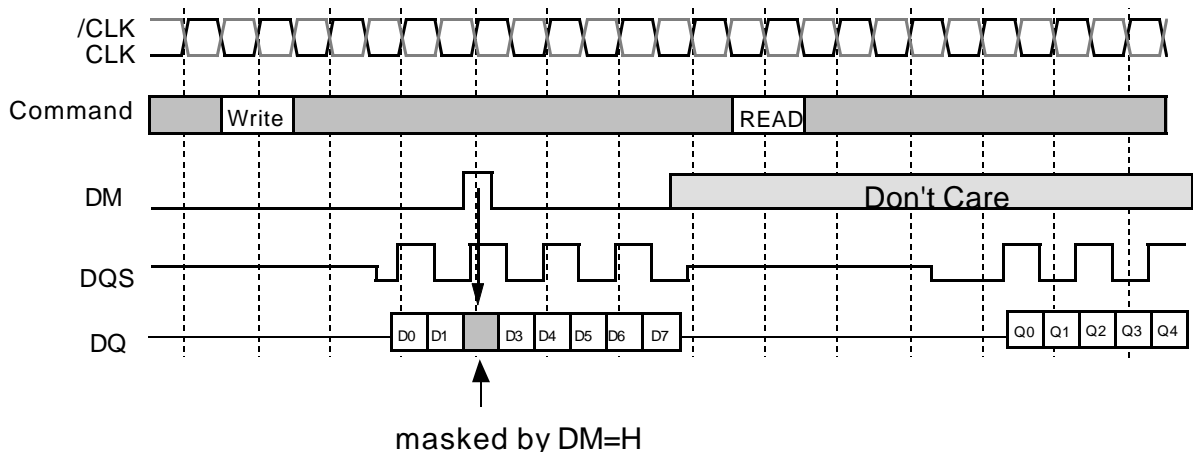 /CLK
CLK
Command
Write
READ
DM
Don't Care
DQS
DQ
D0 D1 D3 D4 D5 D6 D7
Q0 Q1 Q2 Q3 Q4
masked by DM=H